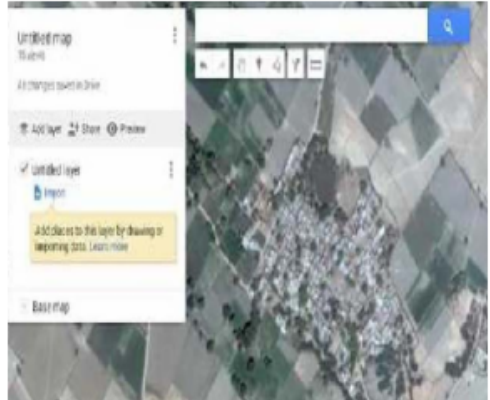 Untitled map
All changes saved in Drive
Add layer Share Preview
Untitled layer
Import
Add places to this layer by drawing or
importing data. Learn more
Base map